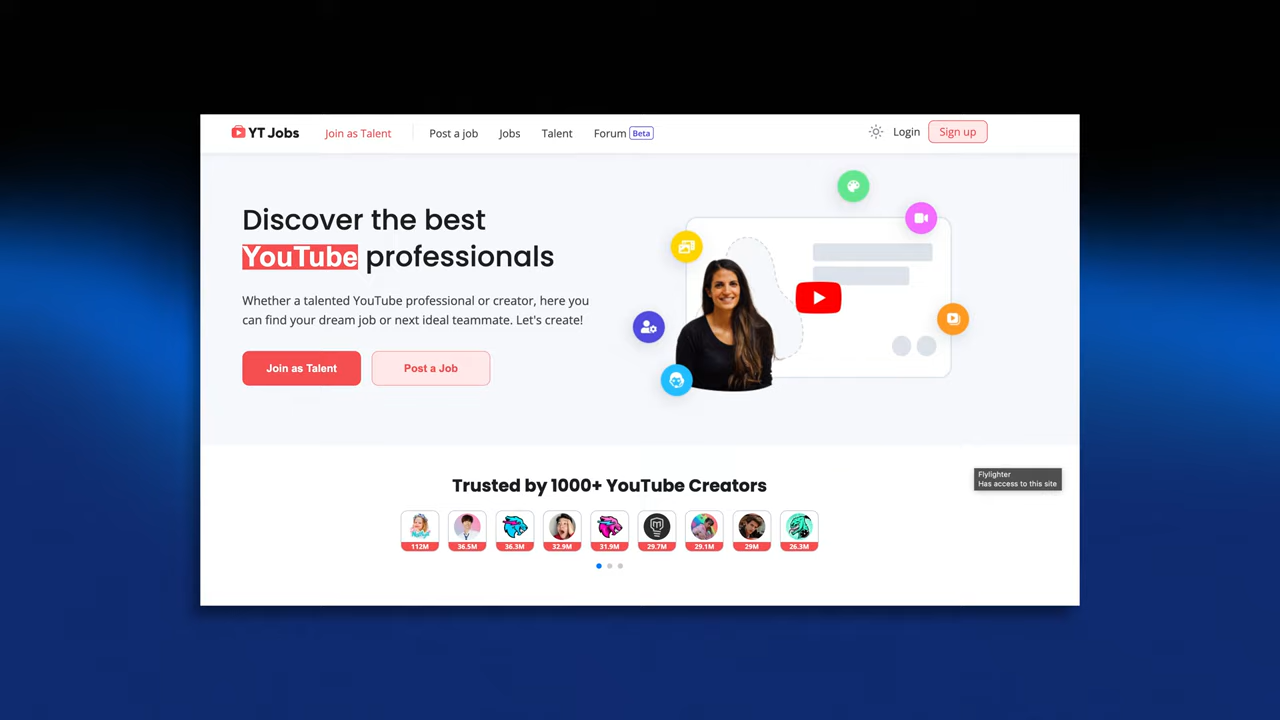 YT Jobs Join as Talent Post a job Jobs Talent Forum Beta Login Sign up
Discover the best
YouTube professionals
Whether a talented YouTube professional or creator, here you
can find your dream job or next ideal teammate. Let's create!
Join as Talent Post a Job
Flylighter
Has access to this site
Trusted by 1000+ YouTube Creators
112M 36.5M 36.3M 32.9M 31.9M 29.7M 29.1M 29M 26.3M